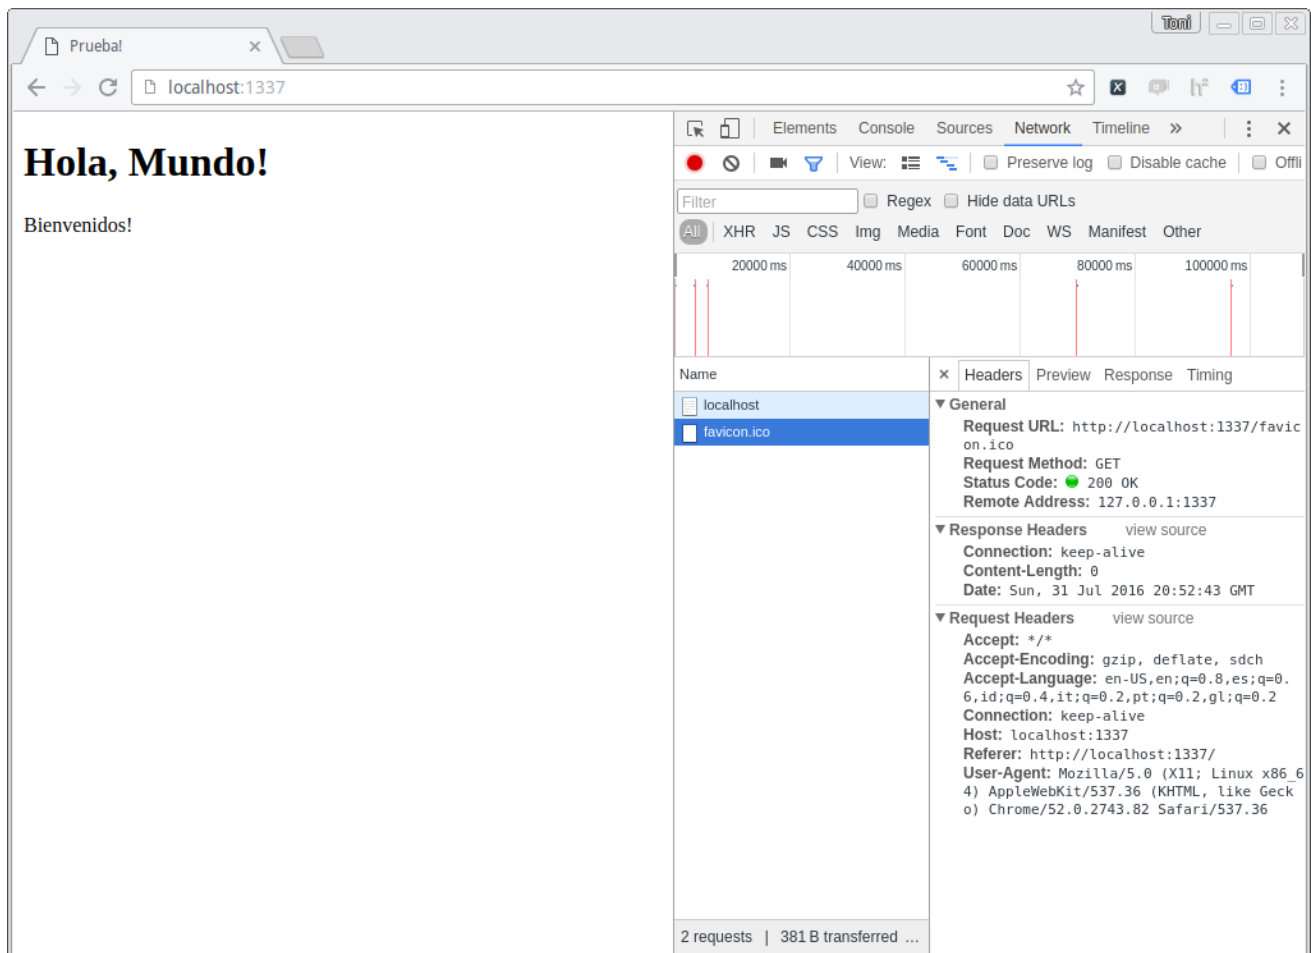 Toni
Prueba!
localhost:1337
Elements Console Sources Network Timeline »
View: Preserve log Disable cache Offli
Filter Regex Hide data URLs
All XHR JS CSS Img Media Font Doc WS Manifest Other
20000 ms 40000 ms 60000 ms 80000 ms 100000 ms
Hola, Mundo!
Bienvenidos!
Name
localhost
favicon.ico
2 requests | 381 B transferred ...
× Headers Preview Response Timing
General
Request URL: http://localhost:1337/favic
on.ico
Request Method: GET
Status Code: 200 OK
Remote Address: 127.0.0.1:1337
Response Headers view source
Connection: keep-alive
Content-Length: 0
Date: Sun, 31 Jul 2016 20:52:43 GMT
Request Headers view source
Accept: */*
Accept-Encoding: gzip, deflate, sdch
Accept-Language: en-US,en;q=0.8,es;q=0.
6,id;q=0.4,it;q=0.2,pt;q=0.2,gl;q=0.2
Connection: keep-alive
Host: localhost:1337
Referer: http://localhost:1337/
User-Agent: Mozilla/5.0 (X11; Linux x86_6
4) AppleWebKit/537.36 (KHTML, like Geck
o) Chrome/52.0.2743.82 Safari/537.36